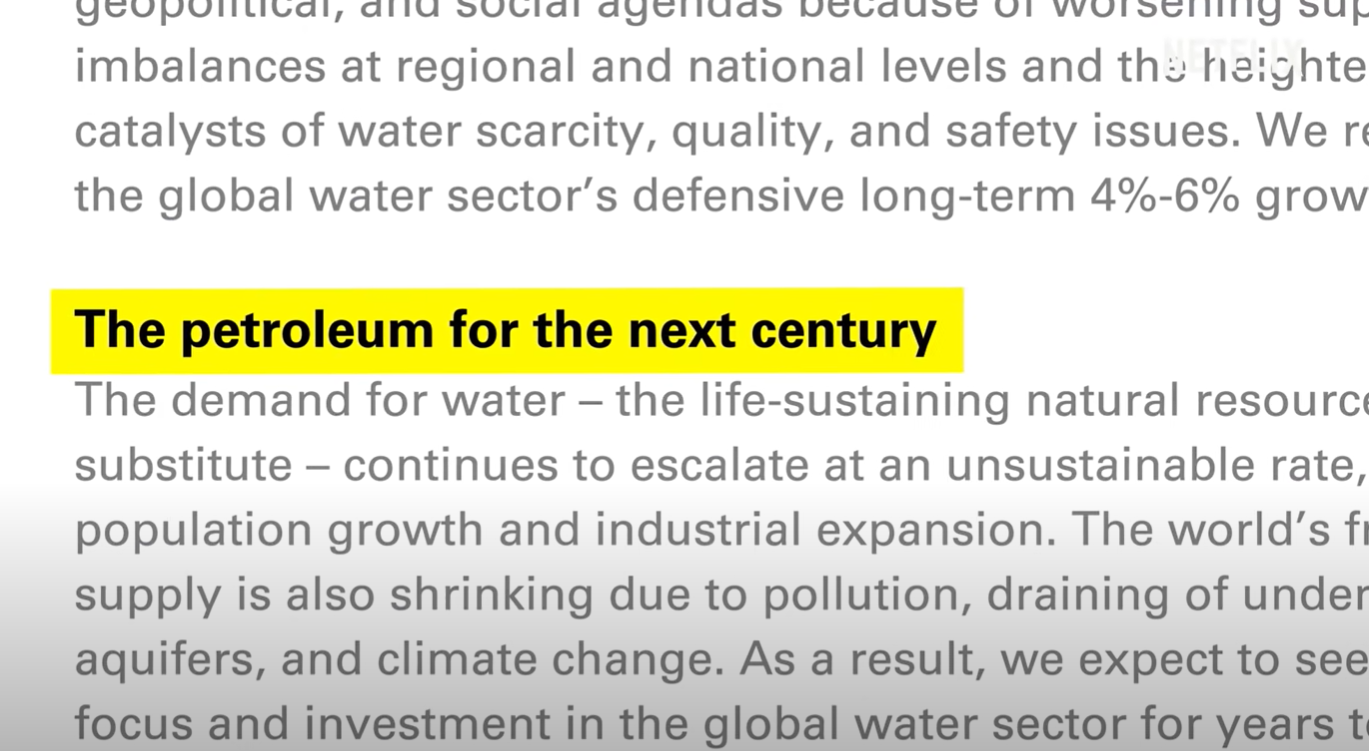 geopolitical, and social agendas because of worsening sup
imbalances at regional and national levels and the heighte
catalysts of water scarcity, quality, and safety issues. We re
the global water sector's defensive long-term 4%-6% grow
The petroleum for the next century
The demand for water – the life-sustaining natural resource
substitute – continues to escalate at an unsustainable rate,
population growth and industrial expansion. The world's fr
supply is also shrinking due to pollution, draining of under
aquifers, and climate change. As a result, we expect to see
focus and investment in the global water sector for years t
NETFLIX